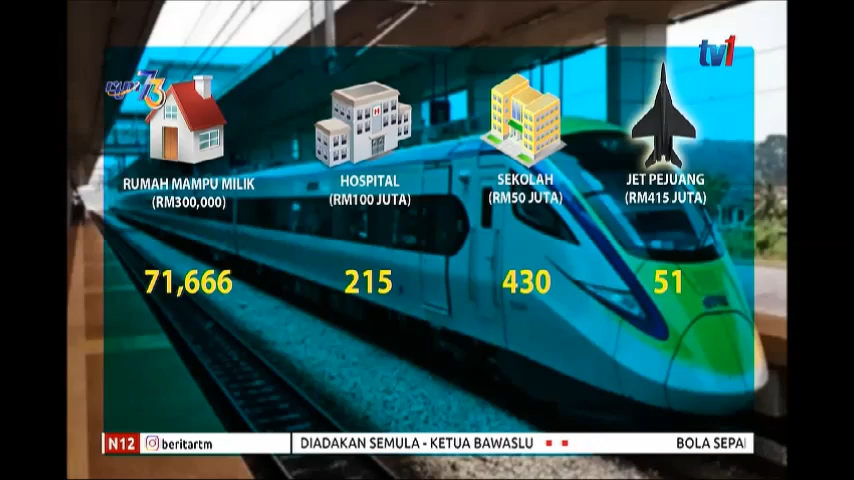 tv1
73
RUMAH MAMPU MILIK
(RM300,000)
71,666
HOSPITAL
(RM100 JUTA)
215
SEKOLAH
(RM50 JUTA)
430
JET PEJUANG
(RM415 JUTA)
51
N12
beritartm
DIADAKAN SEMULA - KETUA BAWASLU
BOLA SEPA